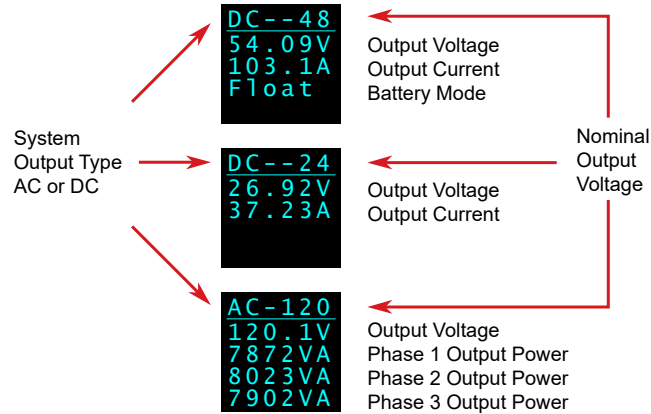 DC--48
54.09V
103.1A
Float
Output Voltage
Output Current
Battery Mode
System
Output Type
AC or DC
DC--24
26.92V
37.23A
Output Voltage
Output Current
Nominal
Output
Voltage
AC-120
120.1V
7872VA
8023VA
7902VA
Output Voltage
Phase 1 Output Power
Phase 2 Output Power
Phase 3 Output Power